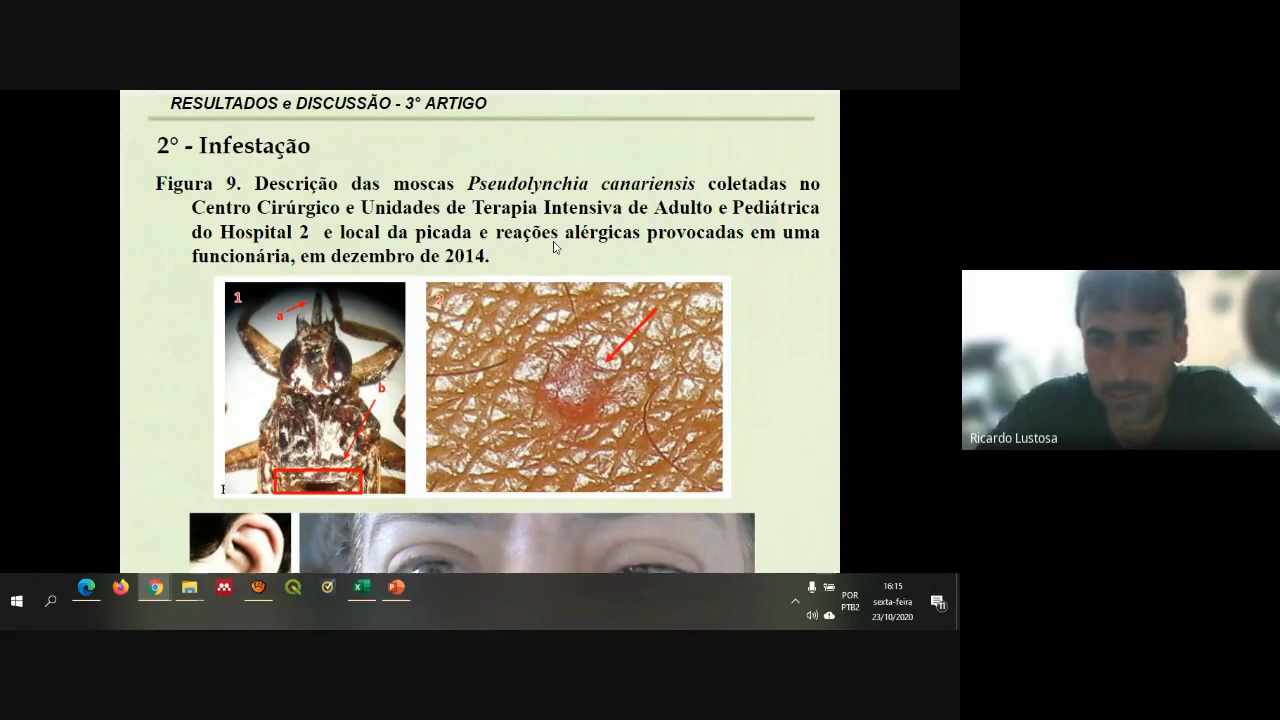 RESULTADOS e DISCUSSÃO - 3° ARTIGO
2° - Infestação
Figura 9. Descrição das moscas Pseudolynchia canariensis coletadas no
Centro Cirúrgico e Unidades de Terapia Intensiva de Adulto e Pediátrica
do Hospital 2 e local da picada e reações alérgicas provocadas em uma
funcionária, em dezembro de 2014.
1
2
a
b
Ricardo Lustosa
POR
PTB2
16:15
sexta-feira
23/10/2020
11